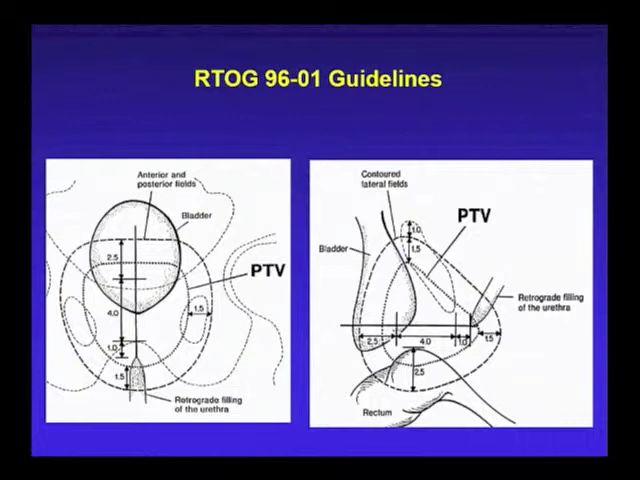 RTOG 96-01 Guidelines
Anterior and
posterior fields
Bladder
PTV
2.5
4.0
1.0
1.5
1.5
Retrograde filling
of the urethra
Contoured
lateral fields
PTV
Bladder
1.0
1.5
Retrograde filling
of the urethra
2.5
4.0
1.0
1.5
2.5
Rectum